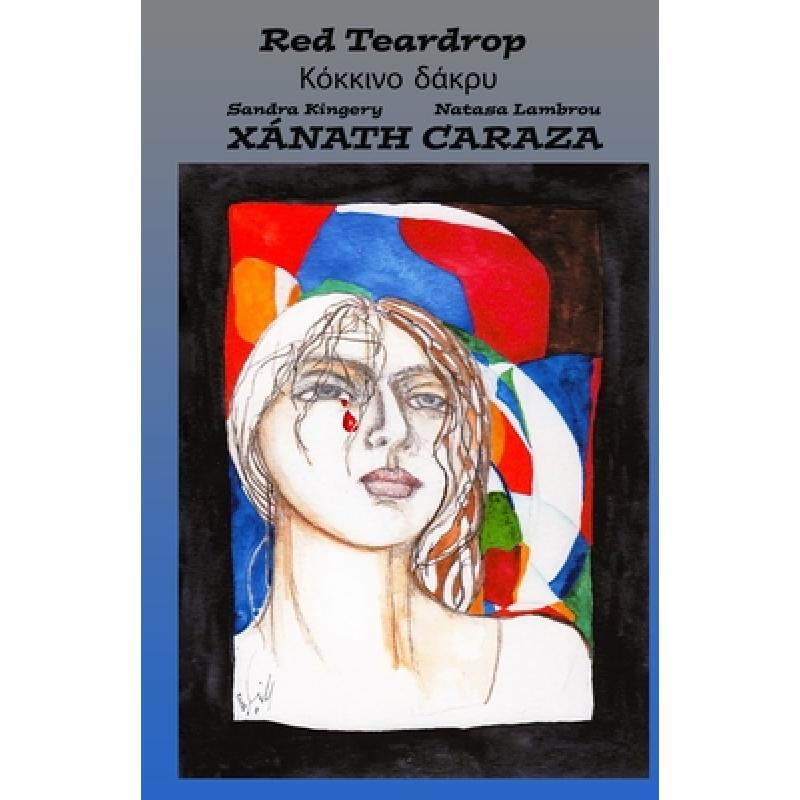 Red Teardrop
Κόκκινο δάκρυ
Sandra Kingery Natasa Lambrou
XÁNATH CARAZA